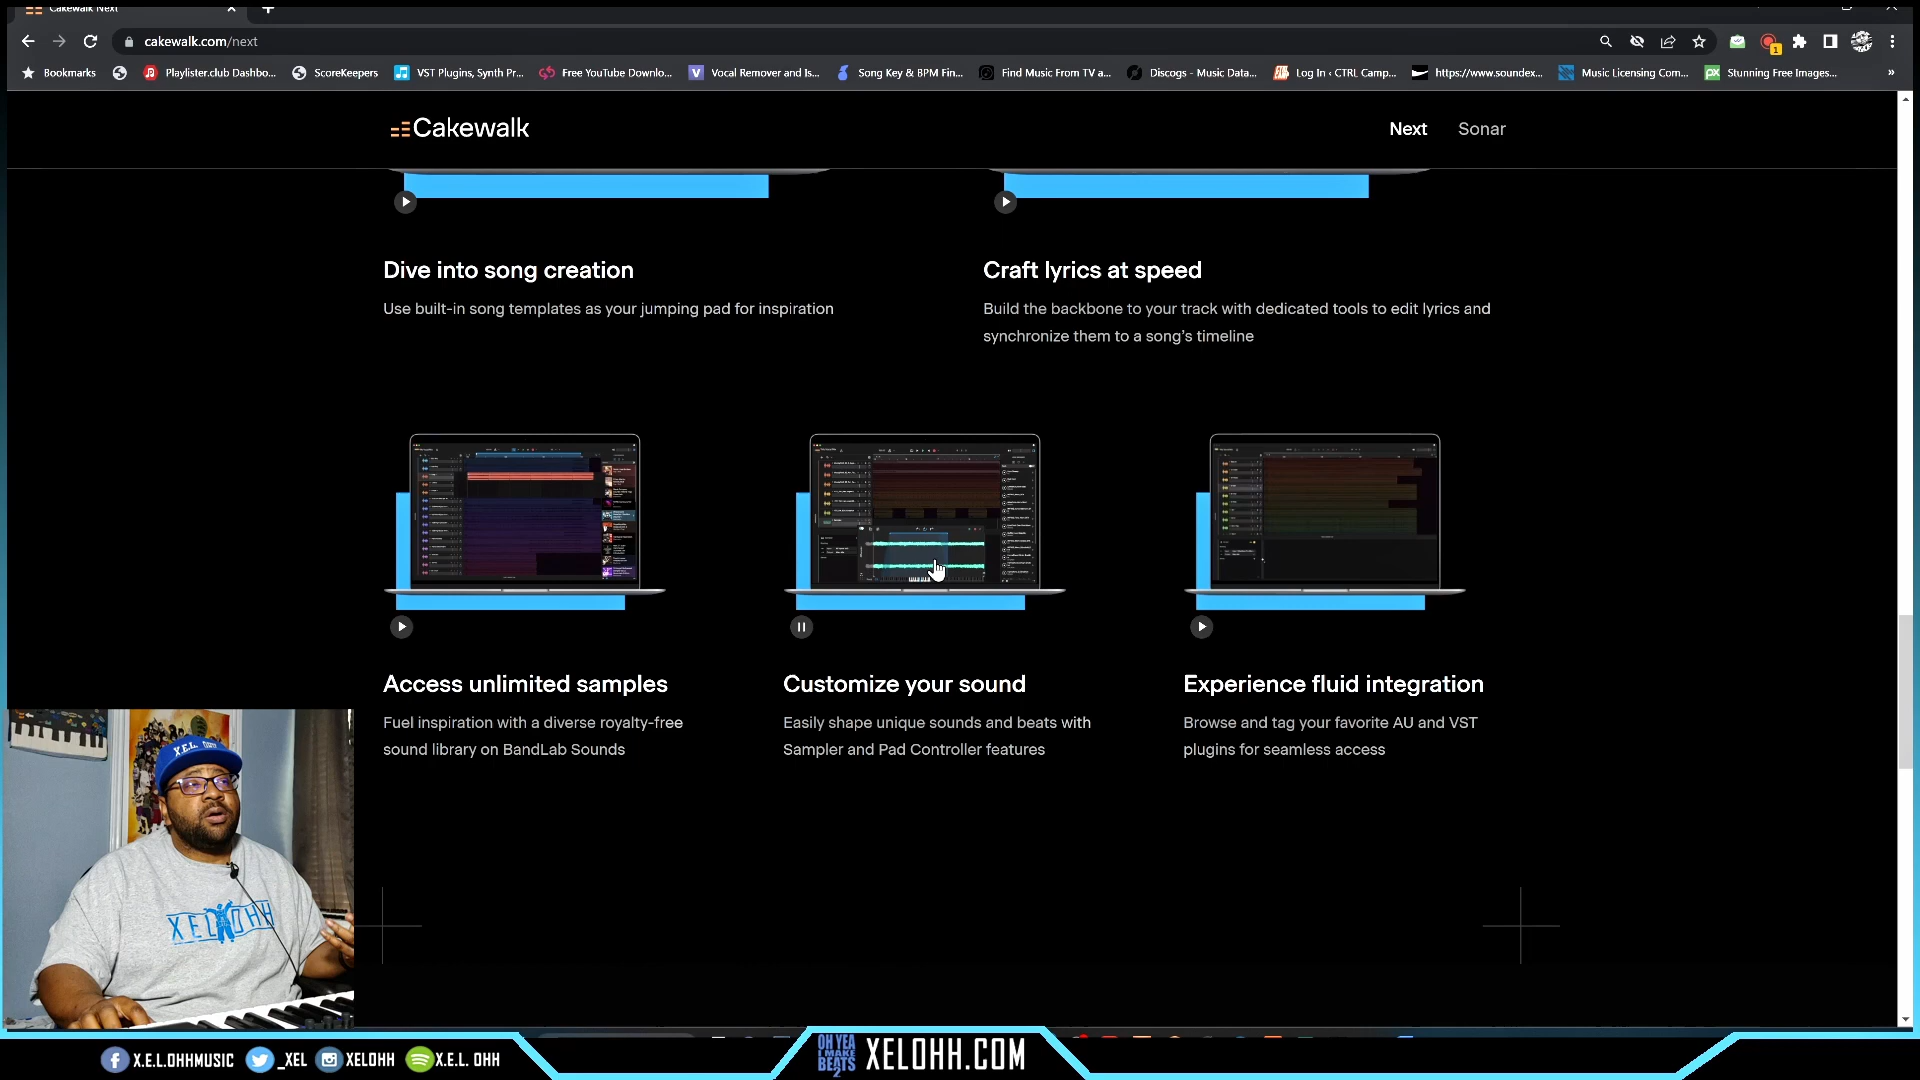 Cakewalk Next
cakewalk.com/next
Bookmarks
Playlister.club Dashbo...
ScoreKeepers
VST Plugins, Synth Pr...
Free YouTube Downlo...
Vocal Remover and Is...
Song Key & BPM Fin...
Find Music From TV a...
Discogs - Music Data...
Log In ‹ CTRL Camp...
https://www.soundex...
Music Licensing Com...
Stunning Free Images...
»
Cakewalk
Next
Sonar
Dive into song creation
Use built-in song templates as your jumping pad for inspiration
Craft lyrics at speed
Build the backbone to your track with dedicated tools to edit lyrics and
synchronize them to a song's timeline
Access unlimited samples
Fuel inspiration with a diverse royalty-free
sound library on BandLab Sounds
Customize your sound
Easily shape unique sounds and beats with
Sampler and Pad Controller features
Experience fluid integration
Browse and tag your favorite AU and VST
plugins for seamless access
X.E.L. OHH
XELOHH
X.E.L.OHHMUSIC
_XEL
XELOHH
X.E.L. OHH
OH YEA
I MAKE
BEATS
2
XELOHH.COM